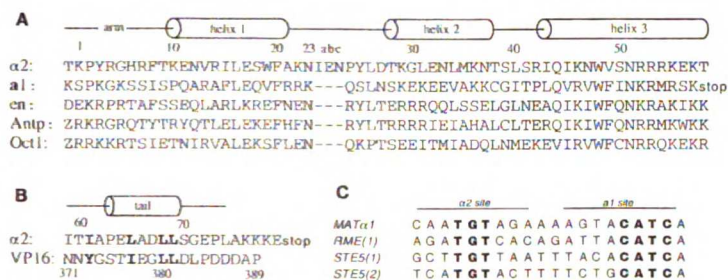 A
arm helix 1 helix 2 helix 3
1 10 20 23 abc 30 40 50
α2: TKPYRGHRFTKENVRILESWFAKNIENPYLDTKGLENLMKNTSLSRIQIKNWVSNRRRKEKT
a1: KSPKGKSSISPQARAFLEQVFRRK---QSLNSKEKEEVAKKCGITPLQVRVWFINKRMRSKstop
en: DEKRPRTAFSSEQLARLKREFNEN---RYLTERRRQQLSSELGLNEAQIKIWFQNKRAKIKK
Antp: ZRKRGRQTYTRYQTLELEKEFHFN---RYLTRRRRIEIAHALCLTERQIKIWFQNRRMKWKK
Oct1: ZRRKKRTSIETNIRVALEKSFLEN---QKPTSEEITMIADQLNMEKEVIRVWFCNRRQKEKR
B
tail
60 70
α2: ITIAPELADLLSGEPLAKKKEstop
VP16: NNYGSTIEGLLDLPDDDAP
371 380 389
C
α2 site a1 site
MATα1 CAATGTAGAAAAGTACATCA
RME(1) AGATGTCTTGCTTACACATCA
STE5(1) GCTTGTTAATTTACACATCA
STE5(2) TCATGTACTTTTCTGCATCA